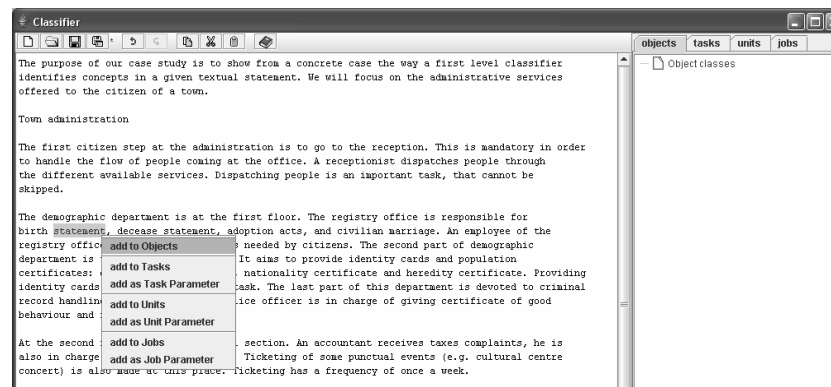 Classifier
objects tasks units jobs
Object classes
The purpose of our case study is to show from a concrete case the way a first level classifier
identifies concepts in a given textual statement. We will focus on the administrative services
offered to the citizen of a town.
Town administration
The first citizen step at the administration is to go to the reception. This is mandatory in order
to handle the flow of people coming at the office. A receptionist dispatches people through
the different available services. Dispatching people is an important task, that cannot be
skipped.
The demographic department is at the first floor. The registry office is responsible for
birth statement, decease statement, adoption acts, and civilian marriage. An employee of the
registry offic s needed by citizens. The second part of demographic
department is It aims to provide identity cards and population
certificates: nationality certificate and heredity certificate. Providing
identity cards task. The last part of this department is devoted to criminal
record handlin lice officer is in charge of giving certificate of good
behaviour and
At the second section. An accountant receives taxes complaints, he is
also in charge Ticketing of some punctual events (e.g. cultural centre
concert) is also made at this place. Ticketing has a frequency of once a week.
add to Objects
add to Tasks
add as Task Parameter
add to Units
add as Unit Parameter
add to Jobs
add as Job Parameter